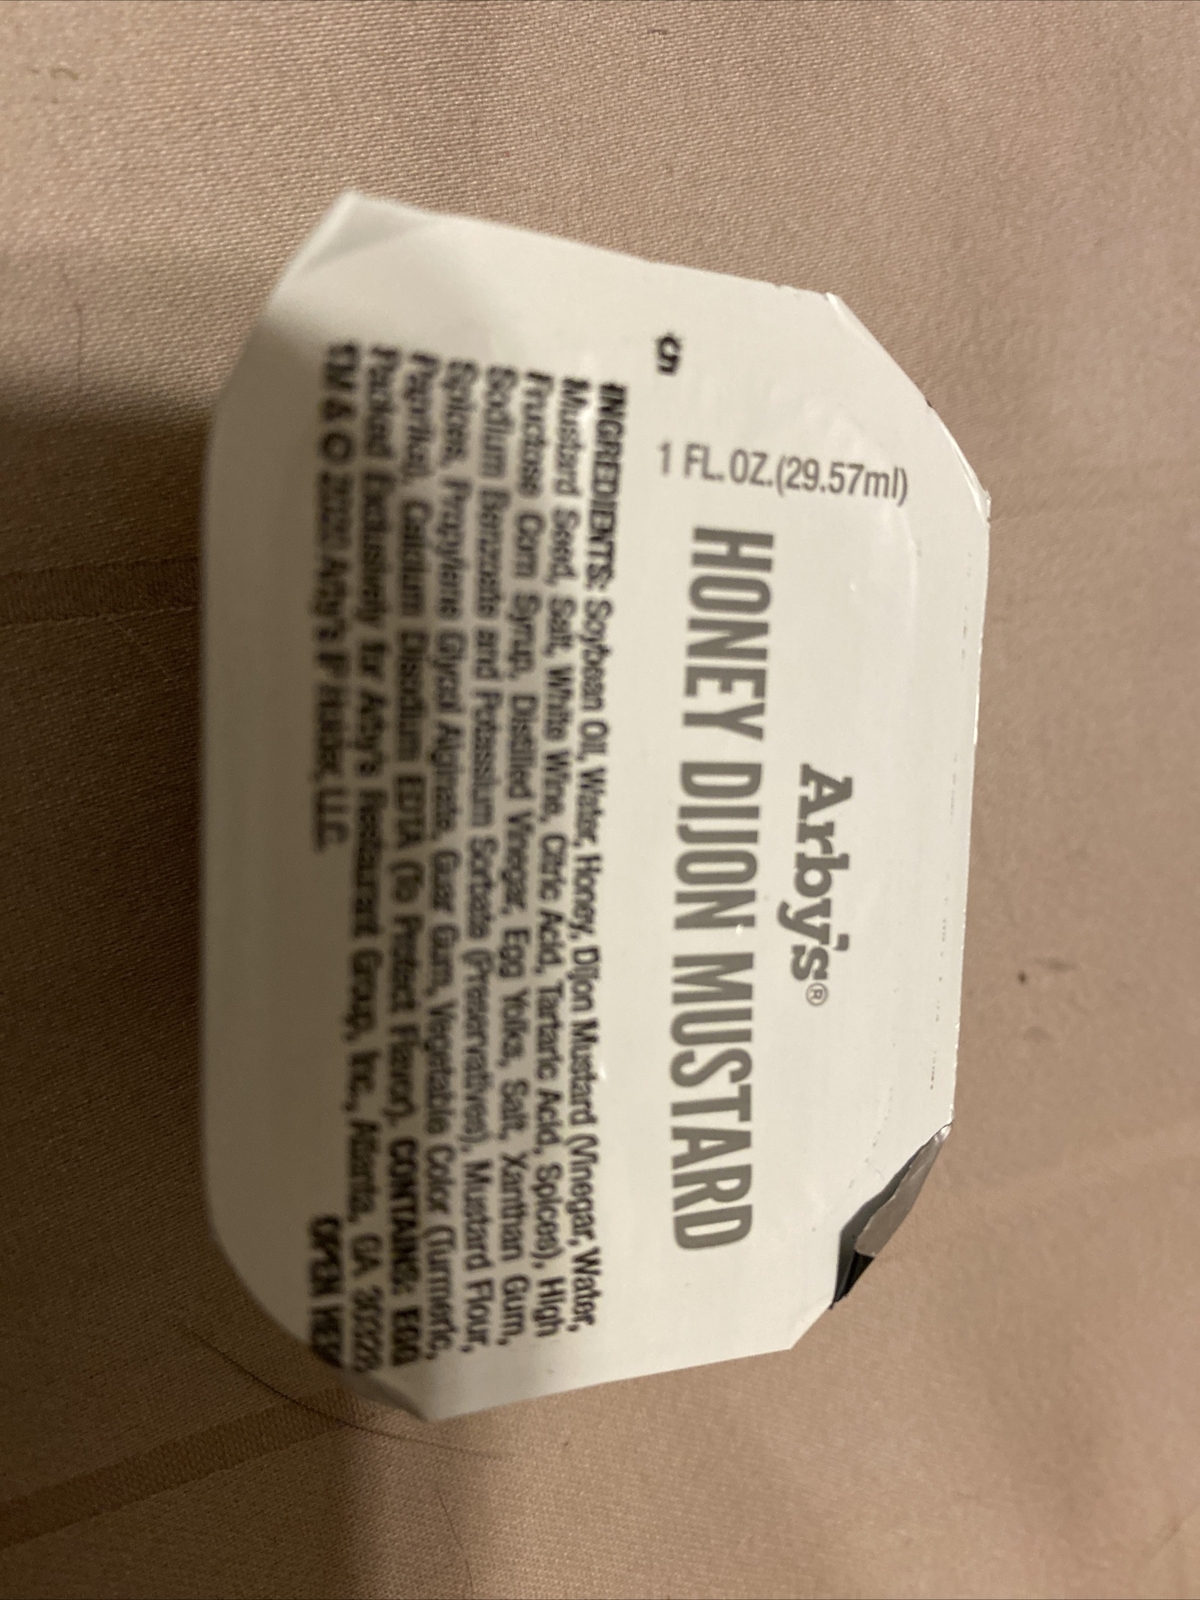 Arby's®
HONEY DIJON MUSTARD
1 FL. OZ.(29.57ml)
INGREDIENTS: Soybean Oil, Water, Honey, Dijon Mustard (Vinegar, Water,
Mustard Seed, Salt, White Wine, Citric Acid, Tartaric Acid, Spices), High
Fructose Corn Syrup, Distilled Vinegar, Egg Yolks, Salt, Xanthan Gum,
Sodium Benzoate and Potassium Sorbate (Preservatives), Mustard Flour,
Spices, Propylene Glycol Alginate, Guar Gum, Vegetable Color (Turmeric,
Paprika), Calcium Disodium EDTA (To Protect Flavor). CONTAINS: EGG
Packed Exclusively for Arby's Restaurant Group, Inc., Atlanta, GA 30328
TM & © Arby's IP Holder, LLC.
OPEN HERE